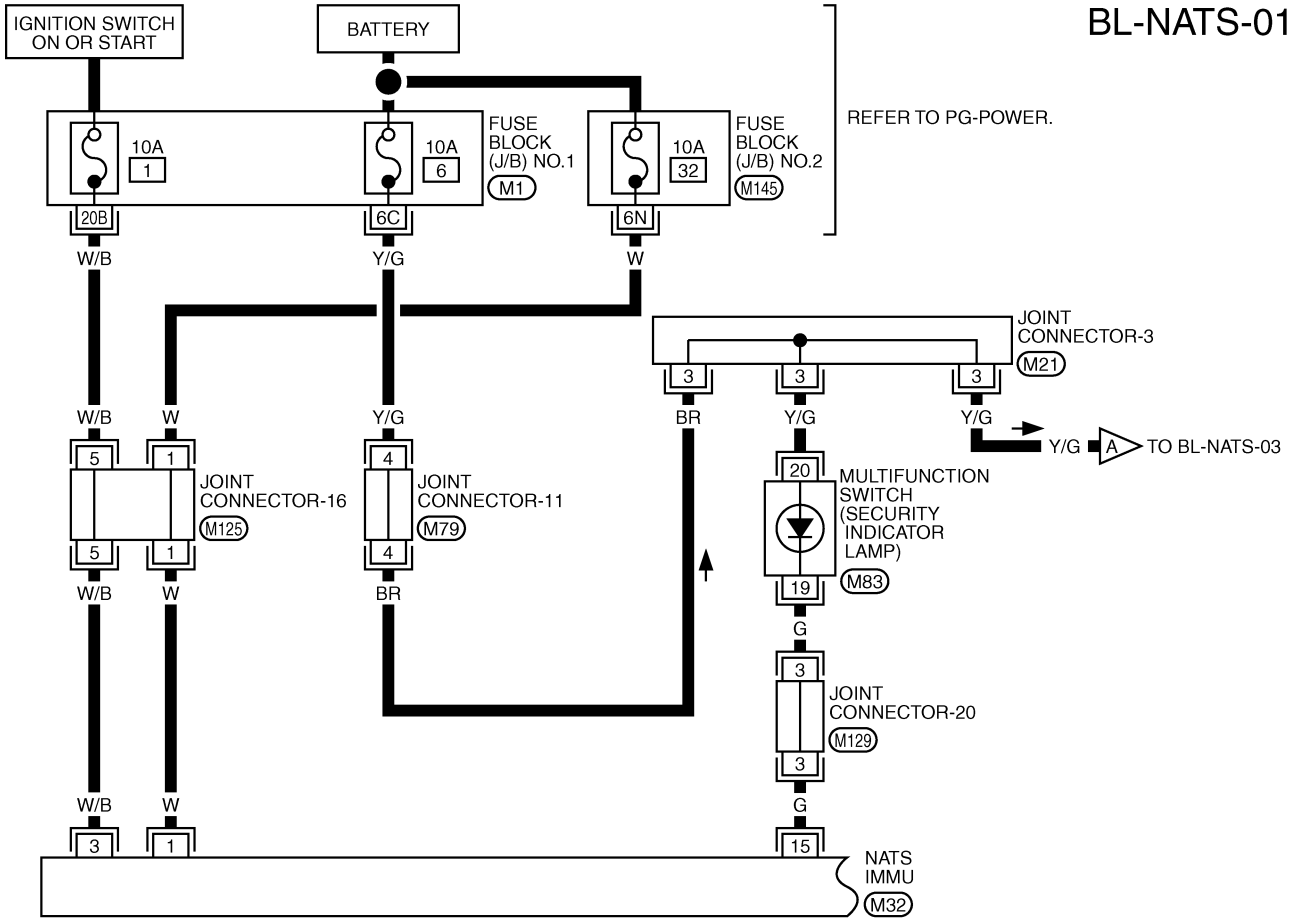 BL-NATS-01
IGNITION SWITCH
ON OR START
BATTERY
REFER TO PG-POWER.
10A
1
10A
6
FUSE
BLOCK
(J/B) NO.1
M1
10A
32
FUSE
BLOCK
(J/B) NO.2
M145
20B
6C
6N
W/B
Y/G
W
JOINT
CONNECTOR-3
M21
3
3
3
W/B
W
Y/G
BR
Y/G
Y/G
Y/G
A
TO BL-NATS-03
5
1
4
20
JOINT
CONNECTOR-16
M125
JOINT
CONNECTOR-11
M79
MULTIFUNCTION
SWITCH
(SECURITY
INDICATOR
LAMP)
M83
5
1
4
19
W/B
W
BR
G
3
JOINT
CONNECTOR-20
M129
3
W/B
W
G
3
1
15
NATS
IMMU
M32